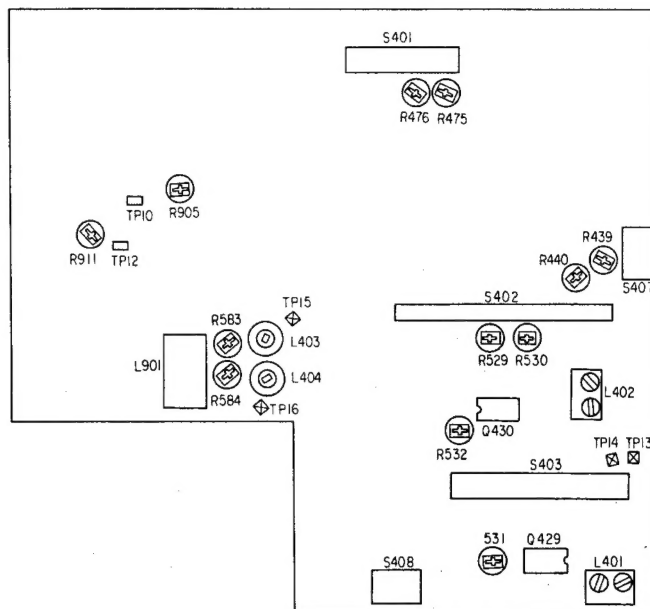 S401
R476
R475
R905
TP10
R911
TP12
R439
R440
S407
TP15
S402
R583
L403
R529
R530
L901
L404
R584
L402
TP16
Q430
R532
TP14
TP13
S403
531
Q429
S408
L401